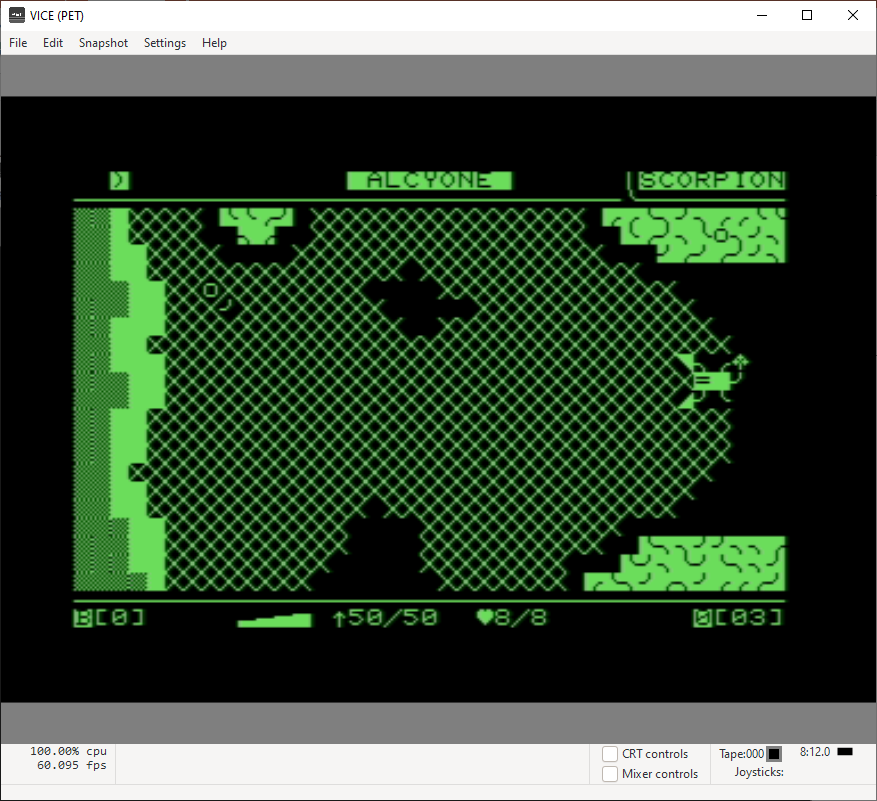 VICE (PET)
File Edit Snapshot Settings Help
) ALCYONE SCORPION
B[0] ↑50/50 ♥8/8 0[03]
100.00% cpu
60.095 fps
CRT controls
Mixer controls
Tape:000
Joysticks:
8:12.0